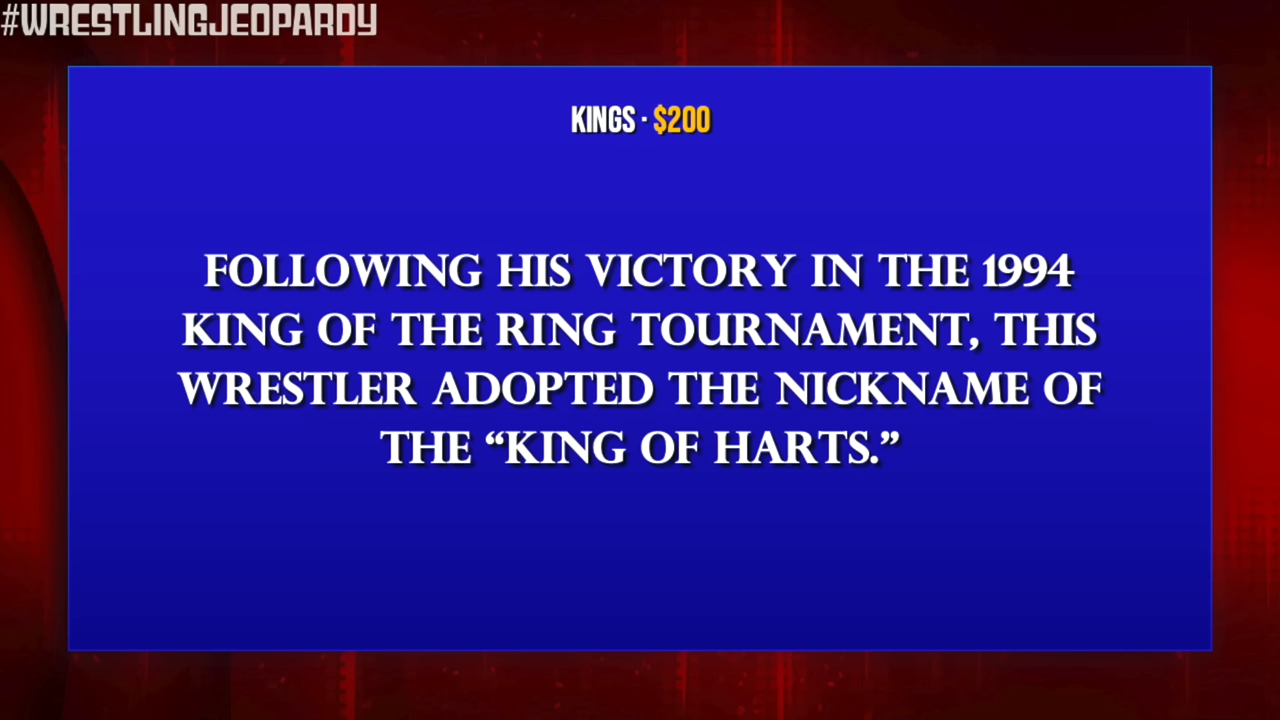 #WRESTLINGJEOPARDY
KINGS · $200
FOLLOWING HIS VICTORY IN THE 1994
KING OF THE RING TOURNAMENT, THIS
WRESTLER ADOPTED THE NICKNAME OF
THE “KING OF HARTS.”